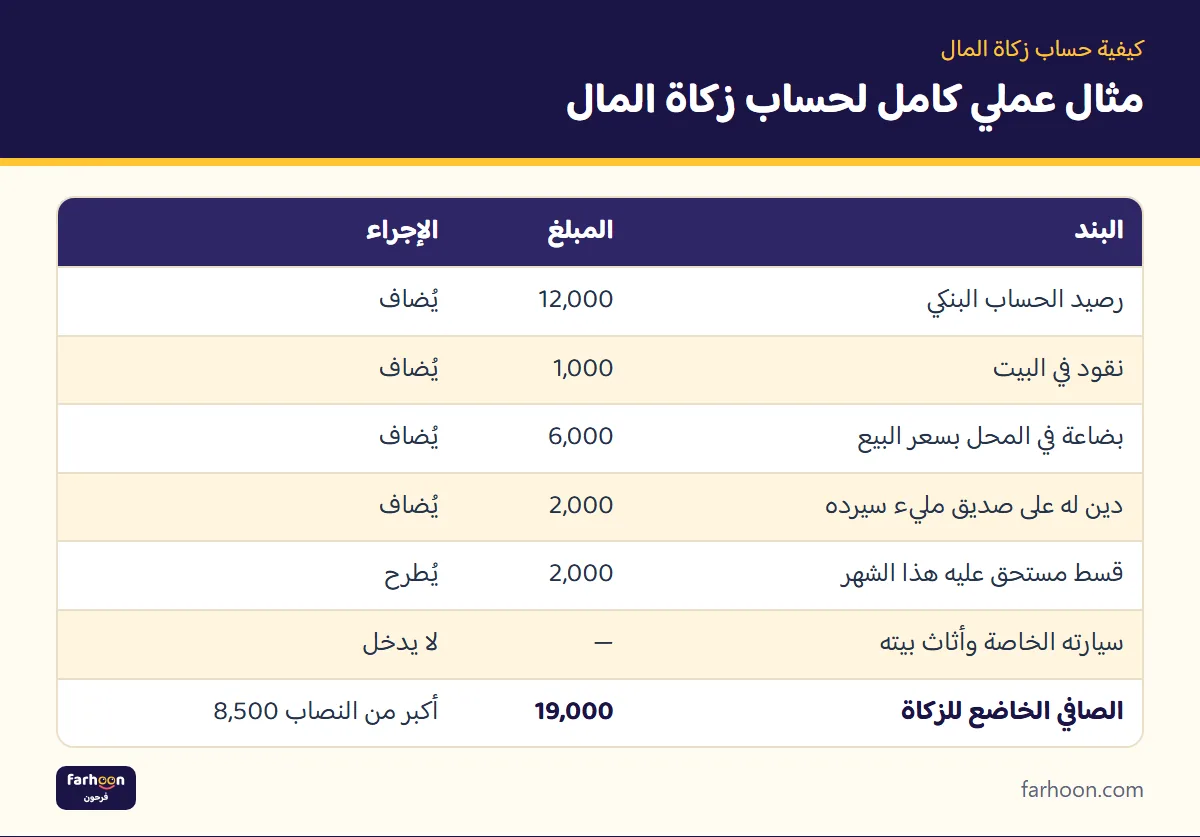 كيفية حساب زكاة المال
مثال عملي كامل لحساب زكاة المال
البند المبلغ الإجراء
رصيد الحساب البنكي 12,000 يُضاف
نقود في البيت 1,000 يُضاف
بضاعة في المحل بسعر البيع 6,000 يُضاف
دين له على صديق مليء سيرده 2,000 يُضاف
قسط مستحق عليه هذا الشهر 2,000 يُطرح
سيارته الخاصة وأثاث بيته — لا يدخل
الصافي الخاضع للزكاة 19,000 أكبر من النصاب 8,500
farhoon.com
farhoon
فرحون